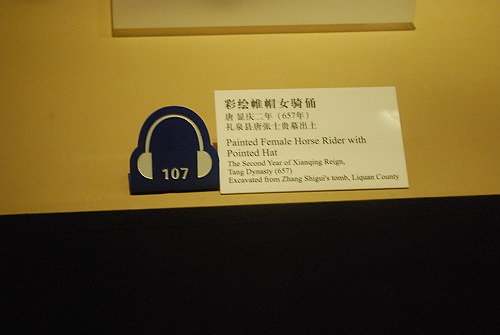 107
彩绘帷帽女骑俑
唐 显庆二年（657年）
礼泉县唐张士贵墓出土
Painted Female Horse Rider with
Pointed Hat
The Second Year of Xianqing Reign,
Tang Dynasty (657)
Excavated from Zhang Shigui's tomb, Liquan County